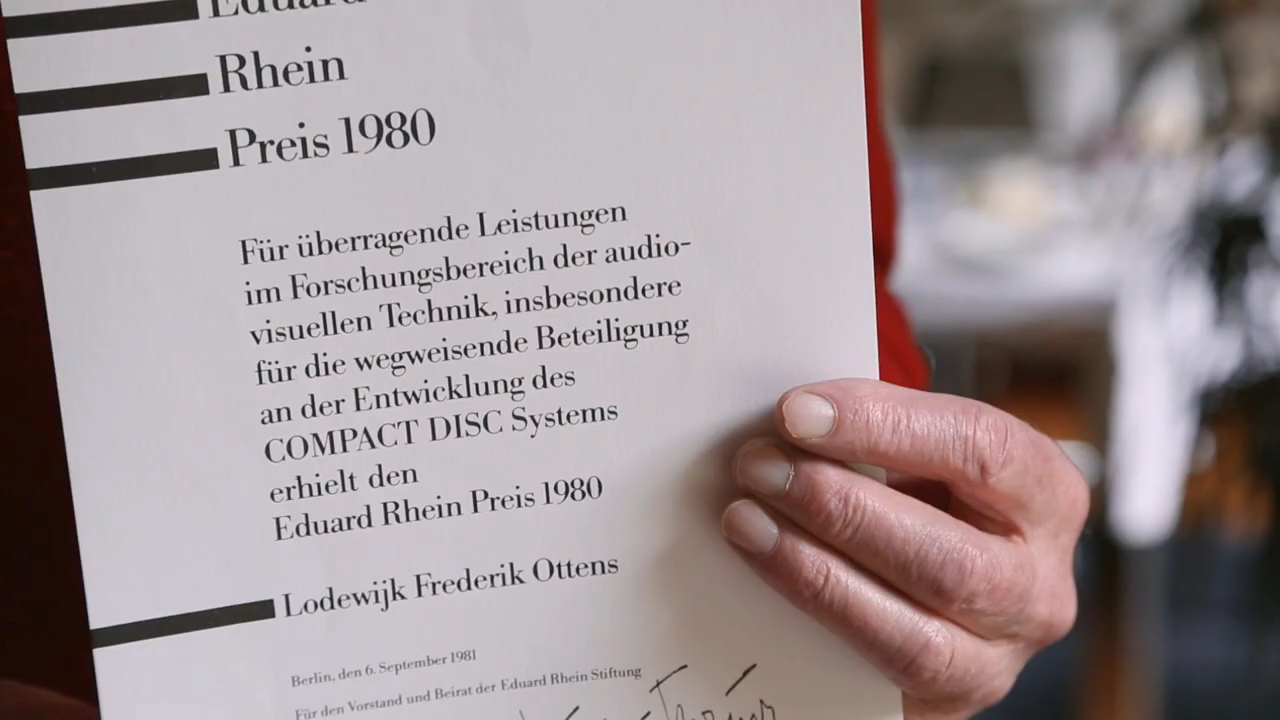 Eduard
Rhein
Preis 1980
Für überragende Leistungen
im Forschungsbereich der audio-
visuellen Technik, insbesondere
für die wegweisende Beteiligung
an der Entwicklung des
COMPACT DISC Systems
erhielt den
Eduard Rhein Preis 1980
Lodewijk Frederik Ottens
Berlin, den 6. September 1981
Für den Vorstand und Beirat der Eduard Rhein Stiftung